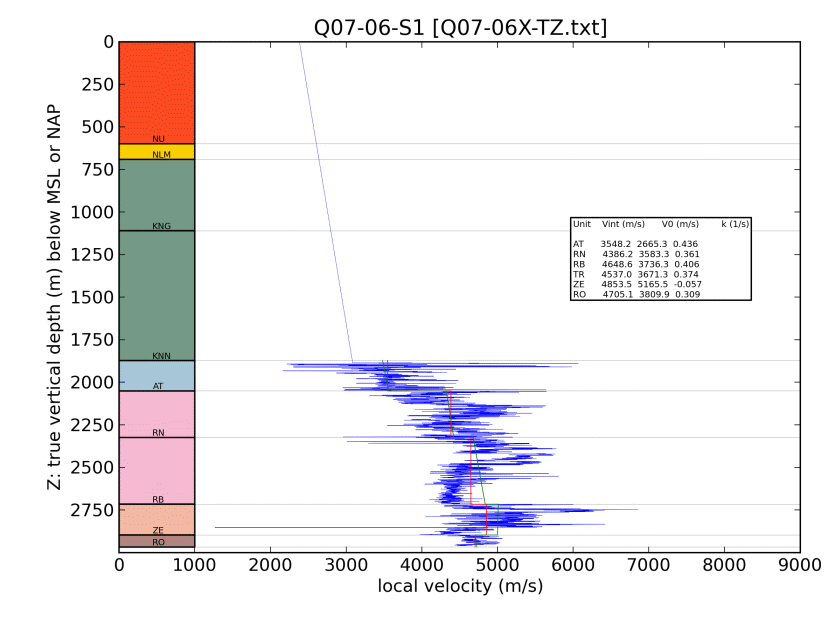 Q07-06-S1 [Q07-06X-TZ.txt]
0
250
500
750
1000
1250
1500
1750
2000
2250
2500
2750
Z: true vertical depth (m) below MSL or NAP
NU
NLM
KNG
KNN
AT
RN
RB
ZE
RO
Unit Vint (m/s) V0 (m/s) k (1/s)
AT 3548.2 2665.3 0.436
RN 4386.2 3583.3 0.361
RB 4648.6 3736.3 0.406
TR 4537.0 3671.3 0.374
ZE 4853.5 5165.5 -0.057
RO 4705.1 3809.9 0.309
0 1000 2000 3000 4000 5000 6000 7000 8000 9000
local velocity (m/s)